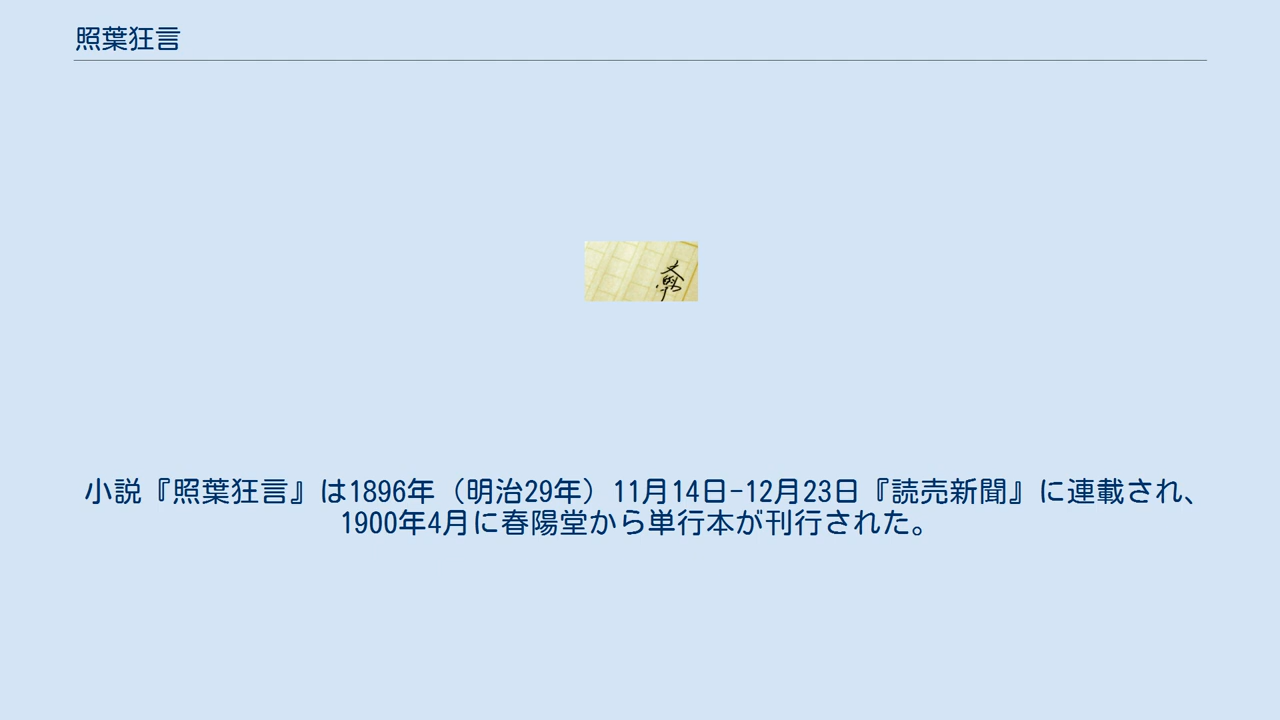 照葉狂言
小説『照葉狂言』は1896年（明治29年）11月14日-12月23日『読売新聞』に連載され、
1900年4月に春陽堂から単行本が刊行された。